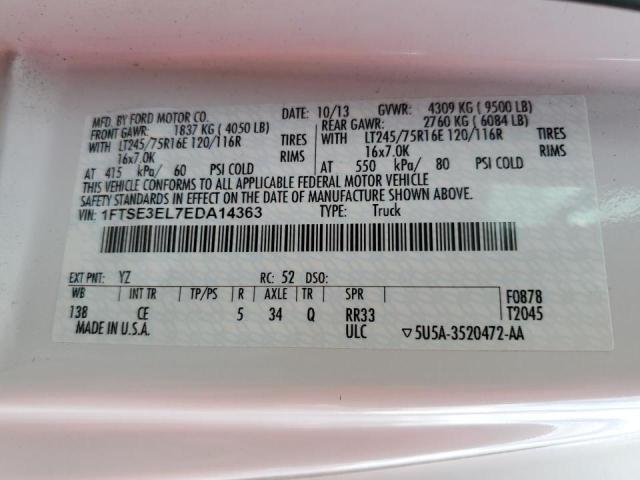 MFD. BY FORD MOTOR CO. DATE: 10/13 GVWR: 4309 KG ( 9500 LB)
FRONT GAWR: 1837 KG ( 4050 LB) REAR GAWR: 2760 KG ( 6084 LB)
WITH LT245/75R16E 120/116R TIRES WITH LT245/75R16E 120/116R TIRES
16x7.0K RIMS 16x7.0K RIMS
AT 415 kPa/ 60 PSI COLD AT 550 kPa/ 80 PSI COLD
THIS VEHICLE CONFORMS TO ALL APPLICABLE FEDERAL MOTOR VEHICLE
SAFETY STANDARDS IN EFFECT ON THE DATE OF MANUFACTURE SHOWN ABOVE.
VIN: 1FTSE3EL7EDA14363 TYPE: Truck
EXT PNT: YZ RC: 52 DSO:
WB INT TR TP/PS R AXLE TR SPR F0878
138 CE 5 34 Q RR33 T2045
MADE IN U.S.A. ULC ▽5U5A-3520472-AA